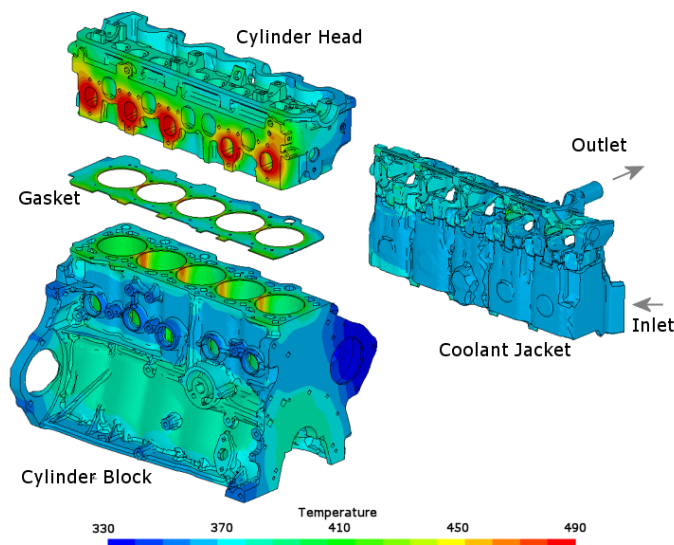 Cylinder Head
Outlet
Gasket
Inlet
Coolant Jacket
Cylinder Block
Temperature
330 370 410 450 490